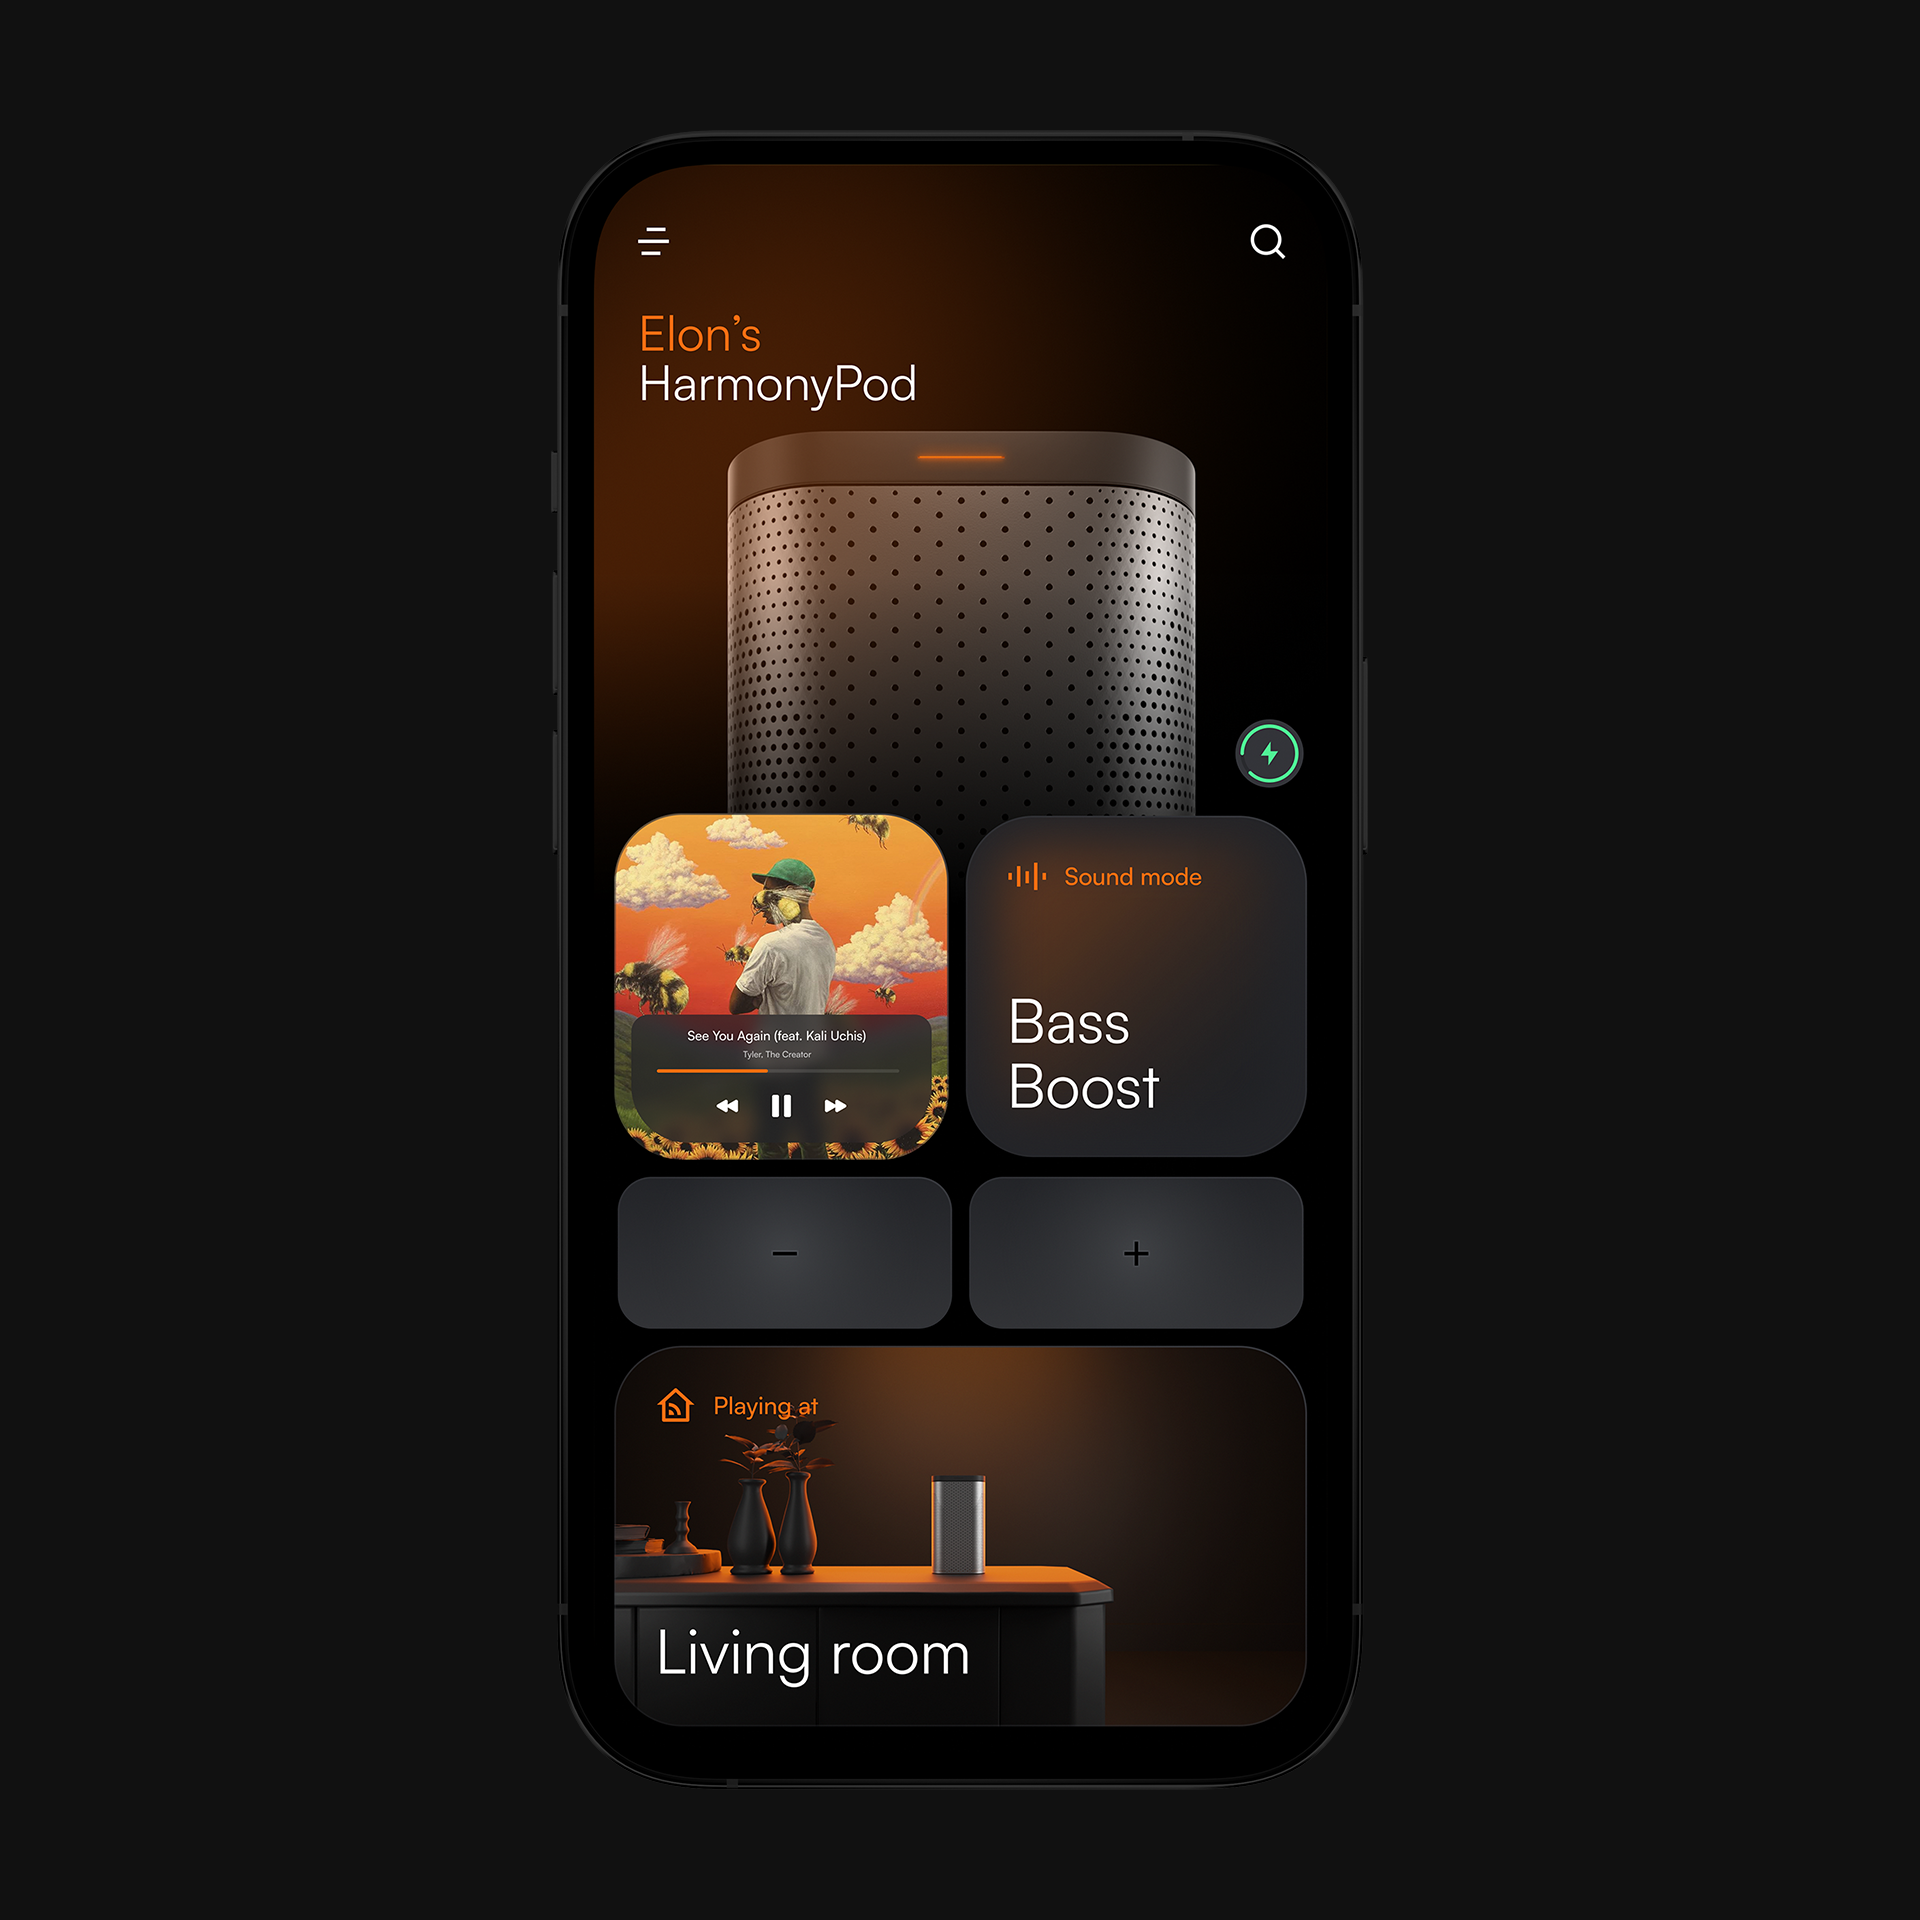 Elon’s
HarmonyPod
See You Again (feat. Kali Uchis)
Tyler, The Creator
Sound mode
Bass
Boost
Playing at
Living room